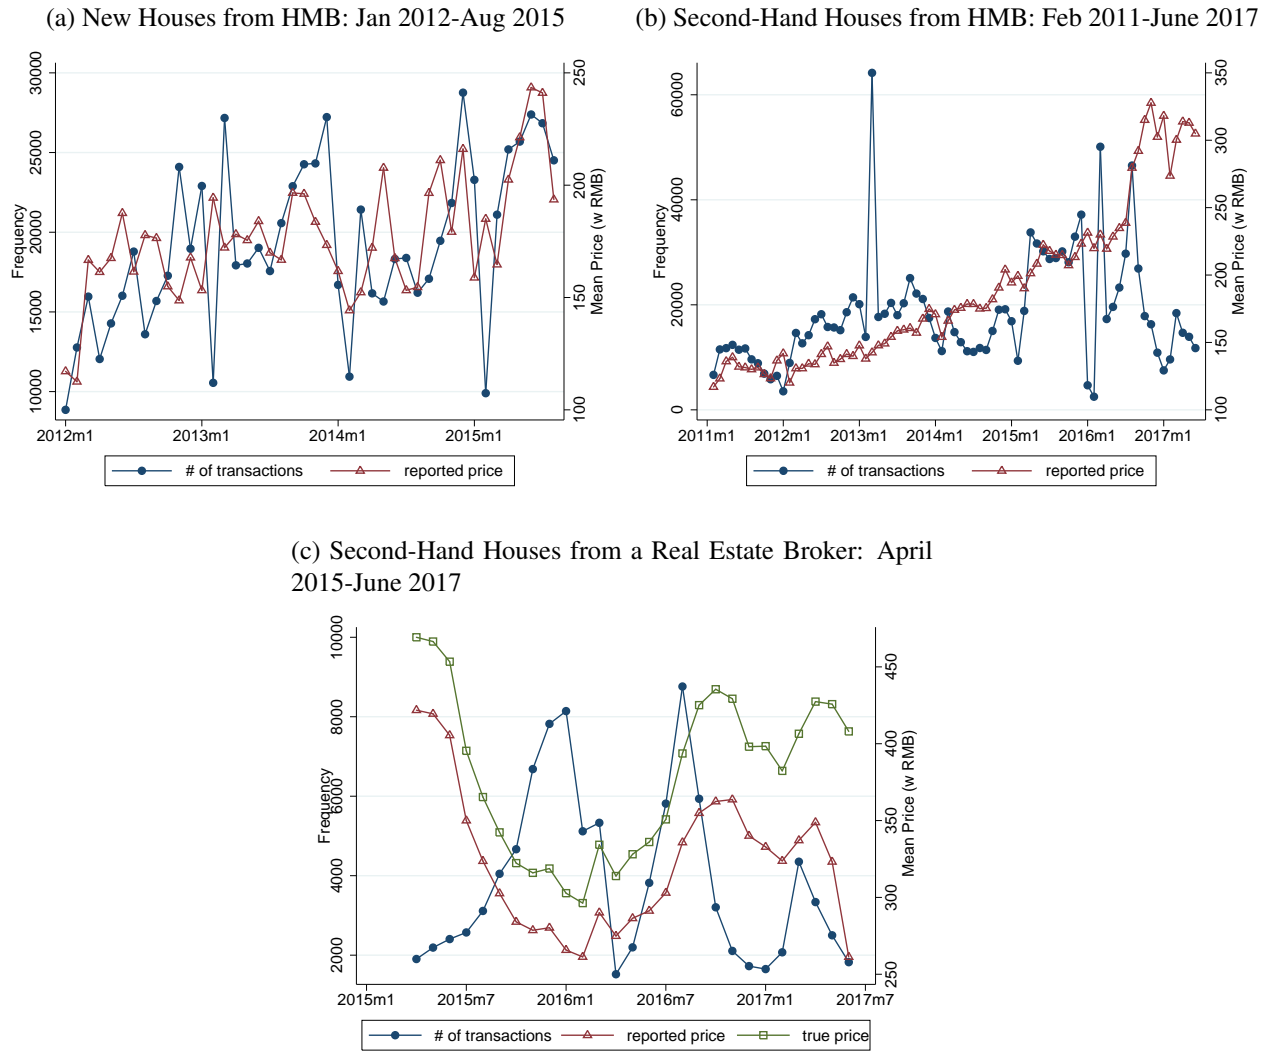 (a) New Houses from HMB: Jan 2012-Aug 2015
30000
25000
20000
15000
10000
Frequency
250
200
150
100
Mean Price (w RMB)
2012m1 2013m1 2014m1 2015m1
# of transactions reported price
(b) Second-Hand Houses from HMB: Feb 2011-June 2017
60000
40000
20000
0
Frequency
350
300
250
200
150
100
Mean Price (w RMB)
2011m1 2012m1 2013m1 2014m1 2015m1 2016m1 2017m1
# of transactions reported price
(c) Second-Hand Houses from a Real Estate Broker: April
2015-June 2017
10000
8000
6000
4000
2000
Frequency
450
400
350
300
250
Mean Price (w RMB)
2015m1 2015m7 2016m1 2016m7 2017m1 2017m7
# of transactions reported price true price